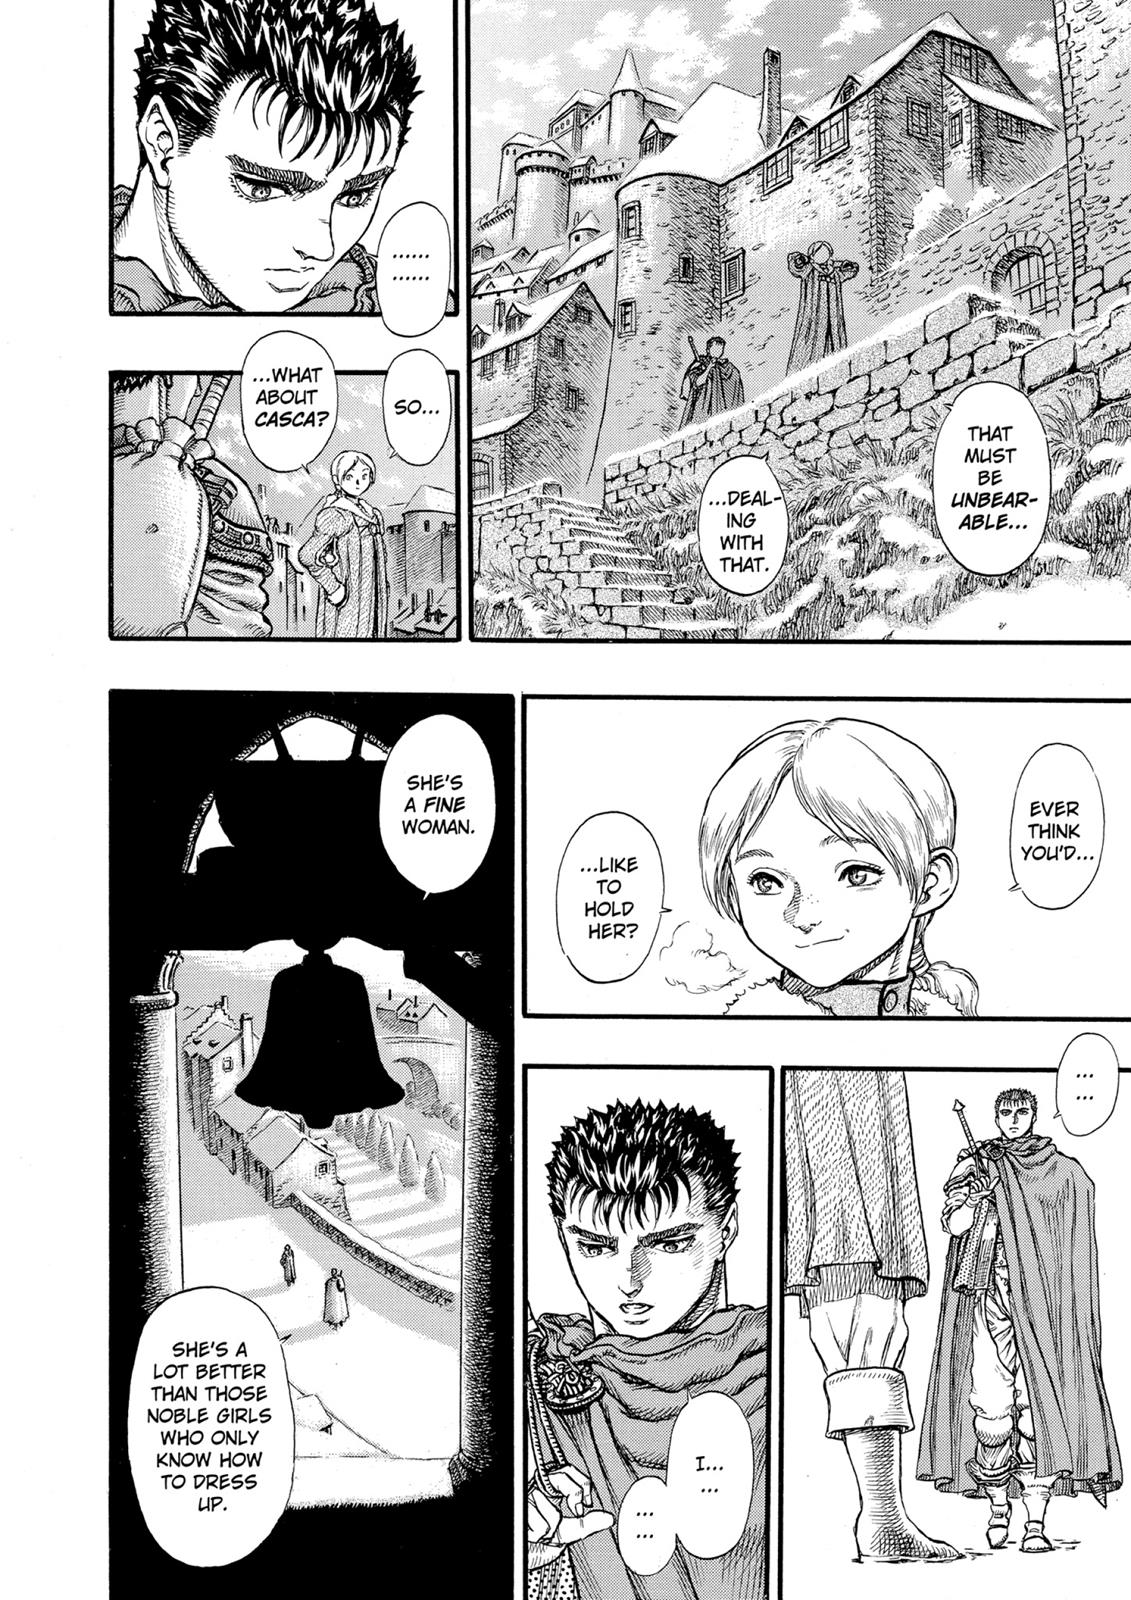 THAT
MUST
BE
UNBEAR-
ABLE...
...DEAL-
ING
WITH
THAT.
......
......
SO...
...WHAT
ABOUT
CASCA?
EVER
THINK
YOU'D...
...LIKE
TO
HOLD
HER?
SHE'S
A FINE
WOMAN.
SHE'S A
LOT BETTER
THAN THOSE
NOBLE GIRLS
WHO ONLY
KNOW HOW
TO DRESS
UP.
...
...
I...
...
...
...